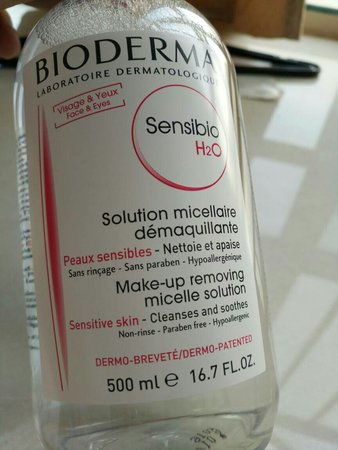 BIODERMA
LABORATOIRE DERMATOLOGIQUE
Visage & Yeux
Face & Eyes
Sensibio
H2O
Solution micellaire
démaquillante
Peaux sensibles - Nettoie et apaise
Sans rinçage - Sans paraben - Hypoallergénique
Make-up removing
micelle solution
Sensitive skin - Cleanses and soothes
Non-rinse - Paraben free - Hypoallergenic
DERMO-BREVETÉ/DERMO-PATENTED
500 ml e 16.7 FL.OZ.